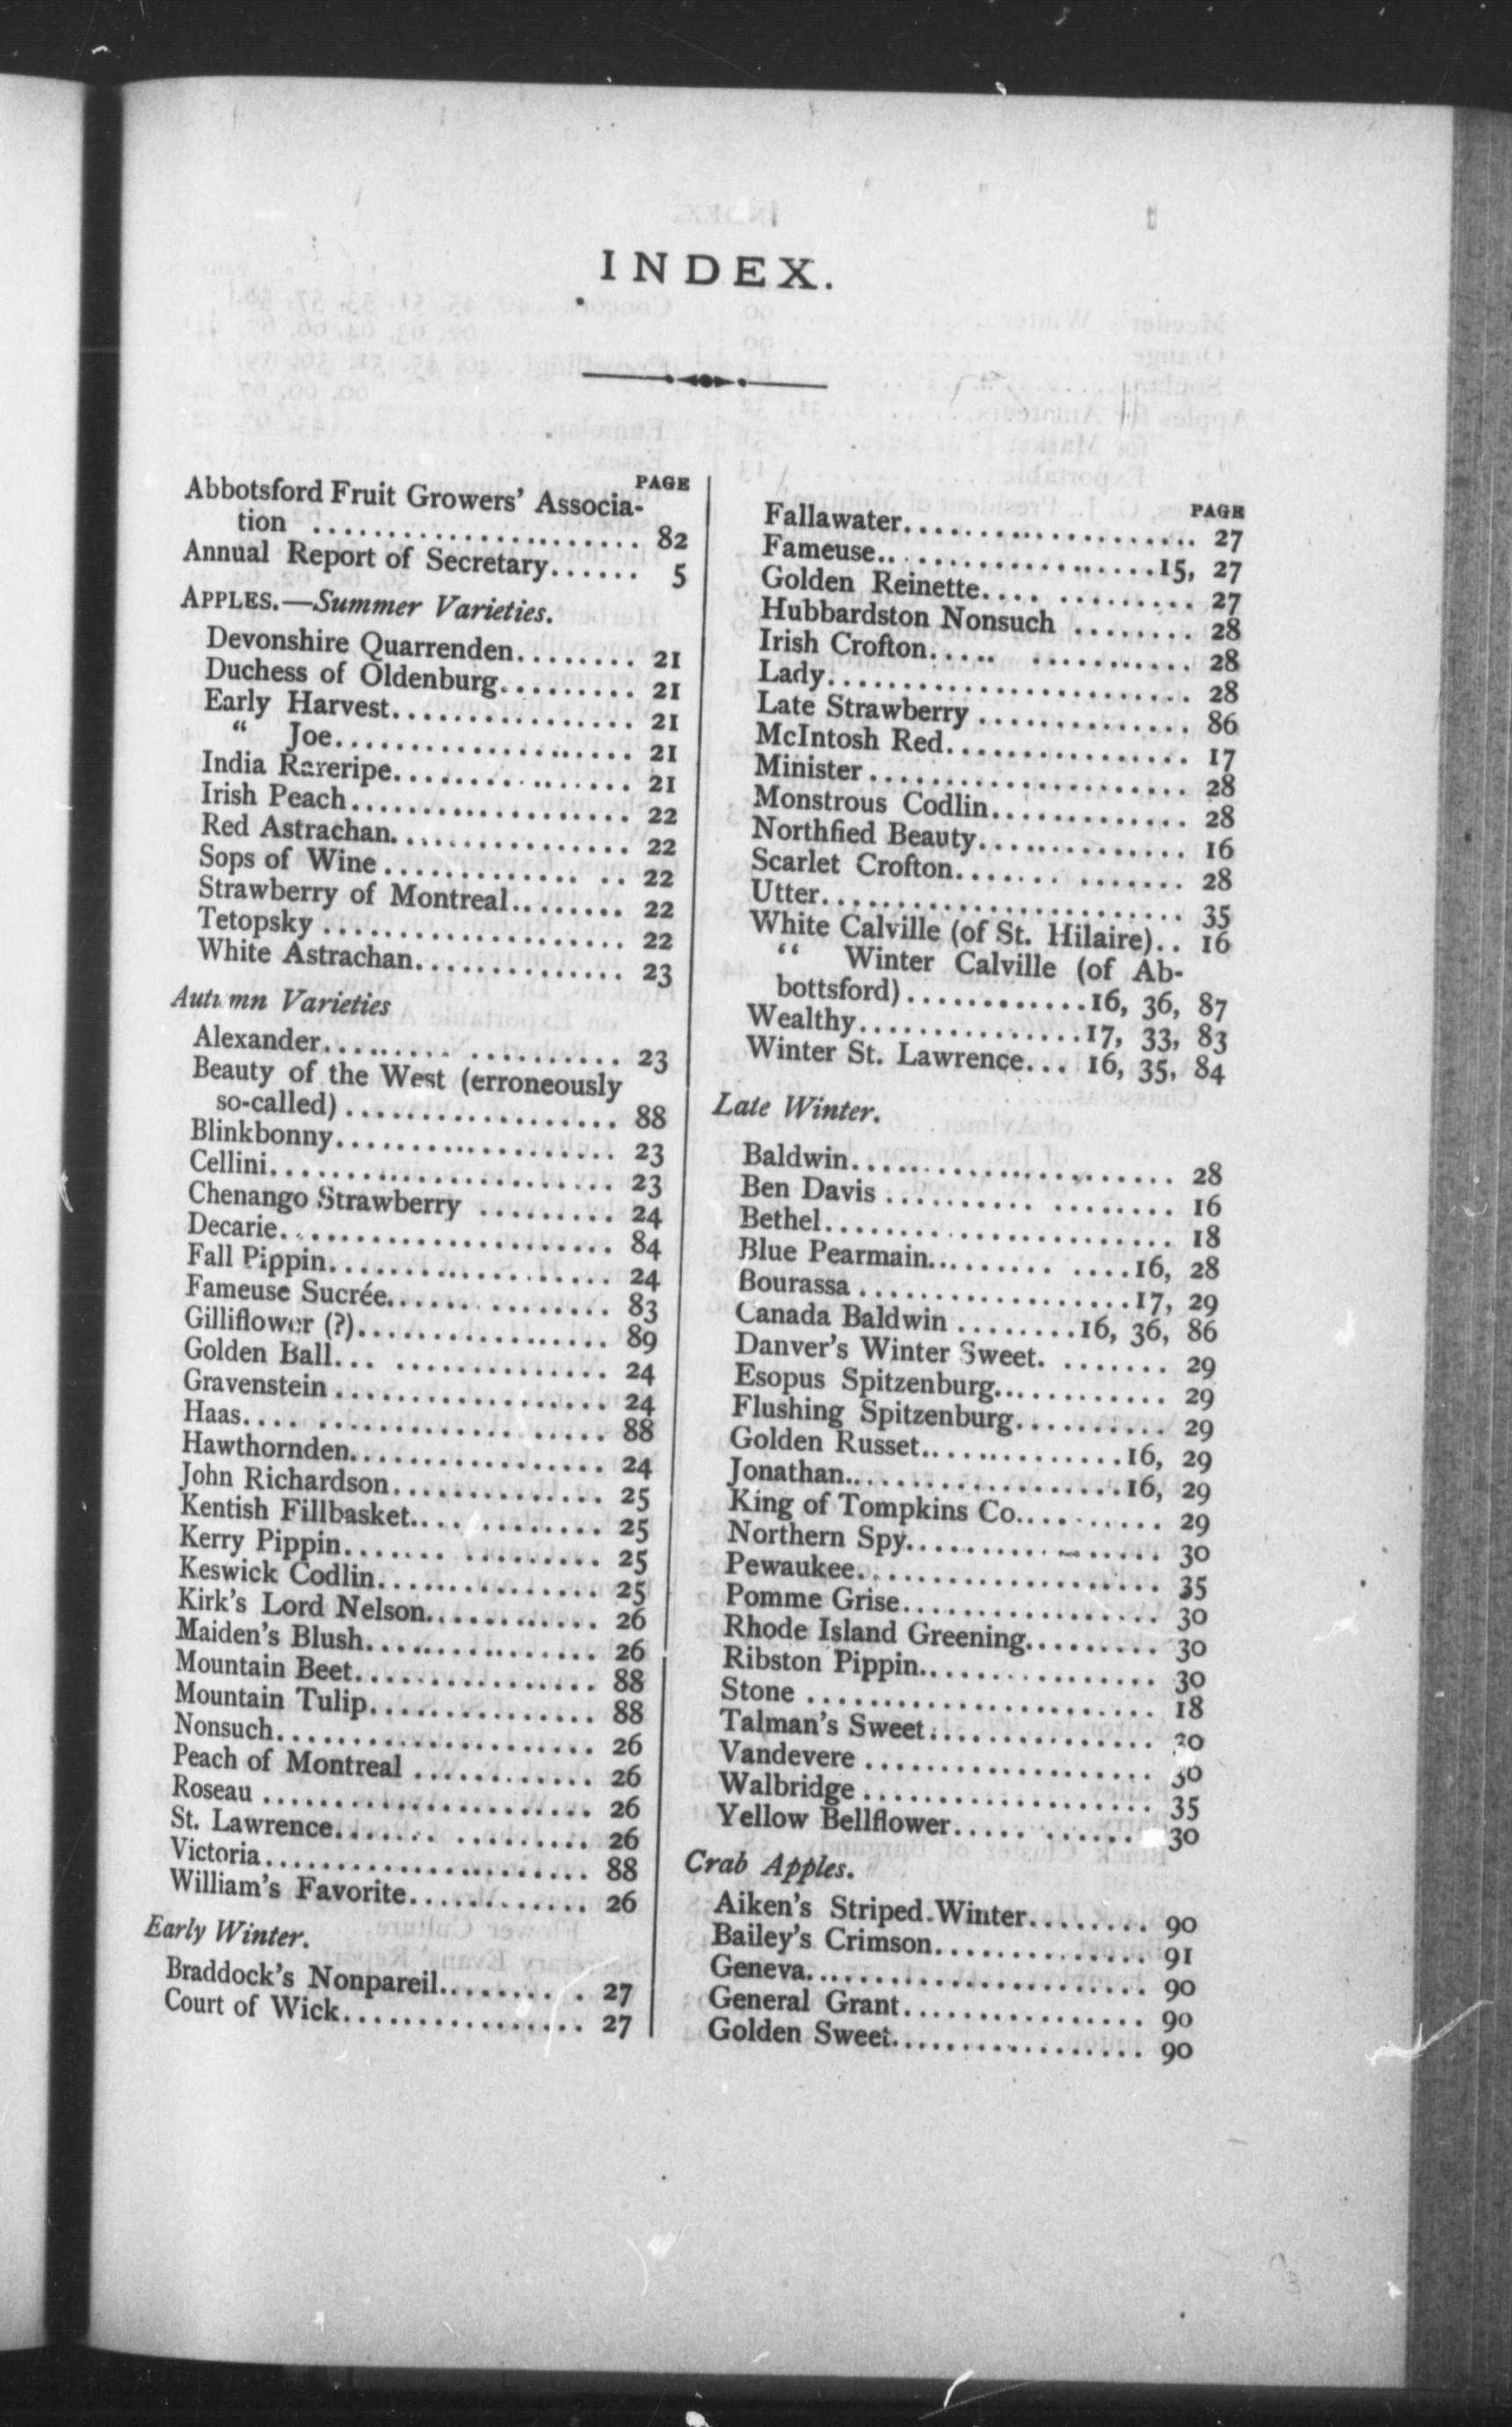 INDEX.
PAGE
Abbotsford Fruit Growers' Associa-
tion ...................... 82
Annual Report of Secretary...... 5
APPLES.—Summer Varieties.
Devonshire Quarrenden........ 21
Duchess of Oldenburg......... 21
Early Harvest................ 21
“ Joe.................... 21
India Rareripe................ 21
Irish Peach................... 22
Red Astrachan................ 22
Sops of Wine ............. .. 22
Strawberry of Montreal........ 22
Tetopsky .................... 22
White Astrachan.............. 23
Autumn Varieties
Alexander......... .......... 23
Beauty of the West (erroneously
so-called) .................. 88
Blinkbonny................... 23
Cellini....................... 23
Chenango Strawberry ......... 24
Decarie...................... 84
Fall Pippin................... 24
Fameuse Sucrée............... 83
Gilliflower (?)................. 89
Golden Ball... .............. 24
Gravenstein .................. 24
Haas.... ................... 88
Hawthornden................. 24
John Richardson.............. 25
Kentish Fillbasket.... ........ 25
Kerry Pippin....... ......... 25
Keswick Codlin............... 25
Kirk's Lord Nelson............ 26
Maiden's Blush............... 26
Mountain Beet................ 88
Mountain Tulip............... 88
Nonsuch..................... 26
Peach of Montreal ............ 26
Roseau ...................... 26
St. Lawrence....... ......... 26
Victoria..................... 88
William's Favorite............ 26
Early Winter.
Braddock's Nonpareil........ . 27
Court of Wick................ 27
PAGE
Fallawater................... 27
Fameuse.. ................15, 27
Golden Reinette.... ......... 27
Hubbardston Nonsuch ........ 28
Irish Crofton..... ........... 28
Lady........................ 28
Late Strawberry .............. 86
McIntosh Red................ 17
Minister ..................... 28
Monstrous Codlin............. 28
Northfied Beauty.............. 16
Scarlet Crofton....... ....... 28
Utter........................ 35
White Calville (of St. Hilaire).. 16
“ Winter Calville (of Ab-
bottsford) ............16, 36, 87
Wealthy...............17, 33, 83
Winter St. Lawrence... 16, 35, 84
Late Winter.
Baldwin..................... 28
Ben Davis .......... ........ 16
Bethel....................... 18
Blue Pearmain......... ....16, 28
Bourassa ..................17, 29
Canada Baldwin ........16, 36, 86
Danver's Winter Sweet. ....... 29
Esopus Spitzenburg............ 29
Flushing Spitzenburg.......... 29
Golden Russet..............16, 29
Jonathan...................16, 29
King of Tompkins Co.......... 29
Northern Spy................. 30
Pewaukee.................... 35
Pomme Grise................. 30
Rhode Island Greening......... 30
Ribston Pippin................ 30
Stone ....................... 18
Talman's Sweet............... 30
Vandevere ................... 30
Walbridge ................... 35
Yellow Bellflower..... ...... 30
Crab Apples.
Aiken's Striped Winter........ 90
Bailey's Crimson.............. 91
Geneva...................... 90
General Grant................ 90
Golden Sweet................. 90